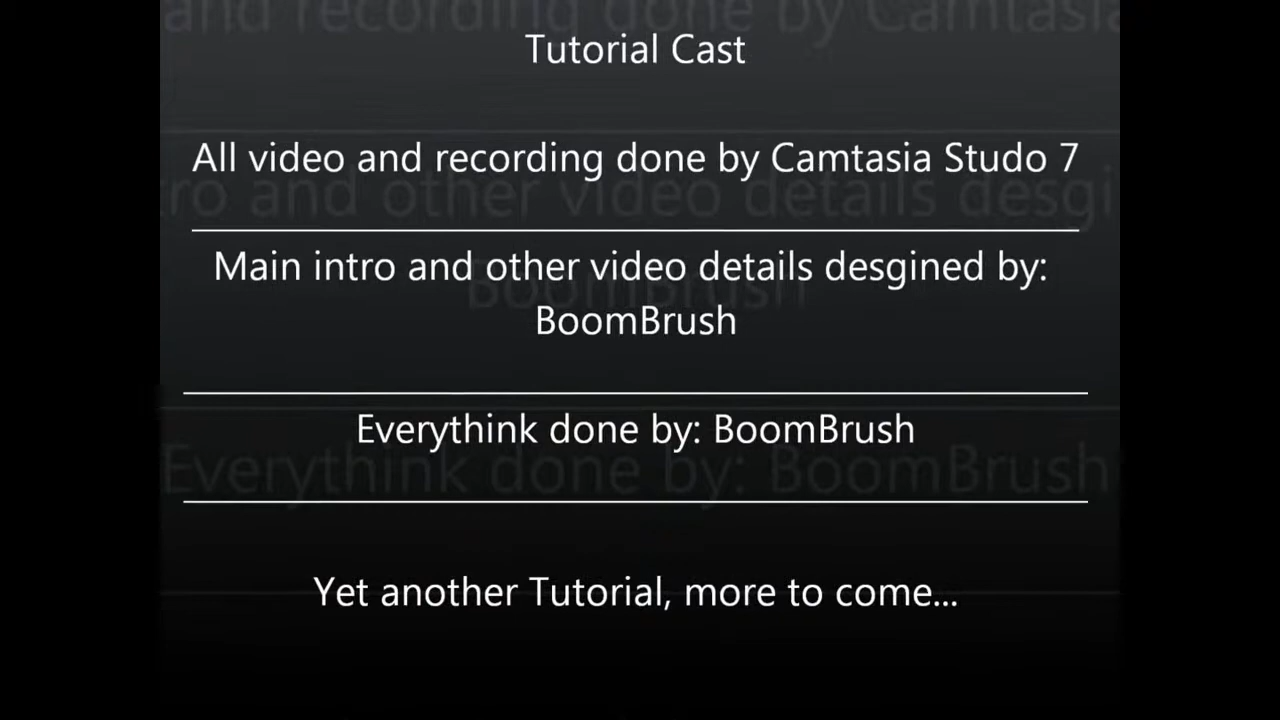 Tutorial Cast
All video and recording done by Camtasia Studo 7
Main intro and other video details desgined by:
BoomBrush
Everythink done by: BoomBrush
Yet another Tutorial, more to come...